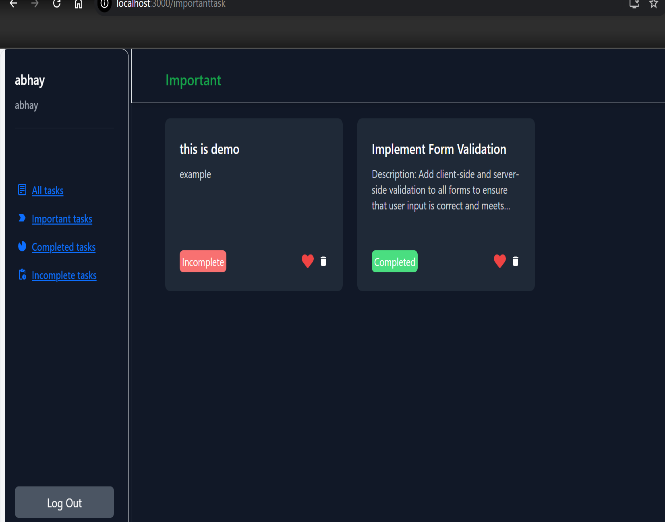 localhost:3000/importanttask
abhay
abhay
All tasks
Important tasks
Completed tasks
Incomplete tasks
Log Out
Important
this is demo
example
Incomplete
Implement Form Validation
Description: Add client-side and server-
side validation to all forms to ensure
that user input is correct and meets...
Completed